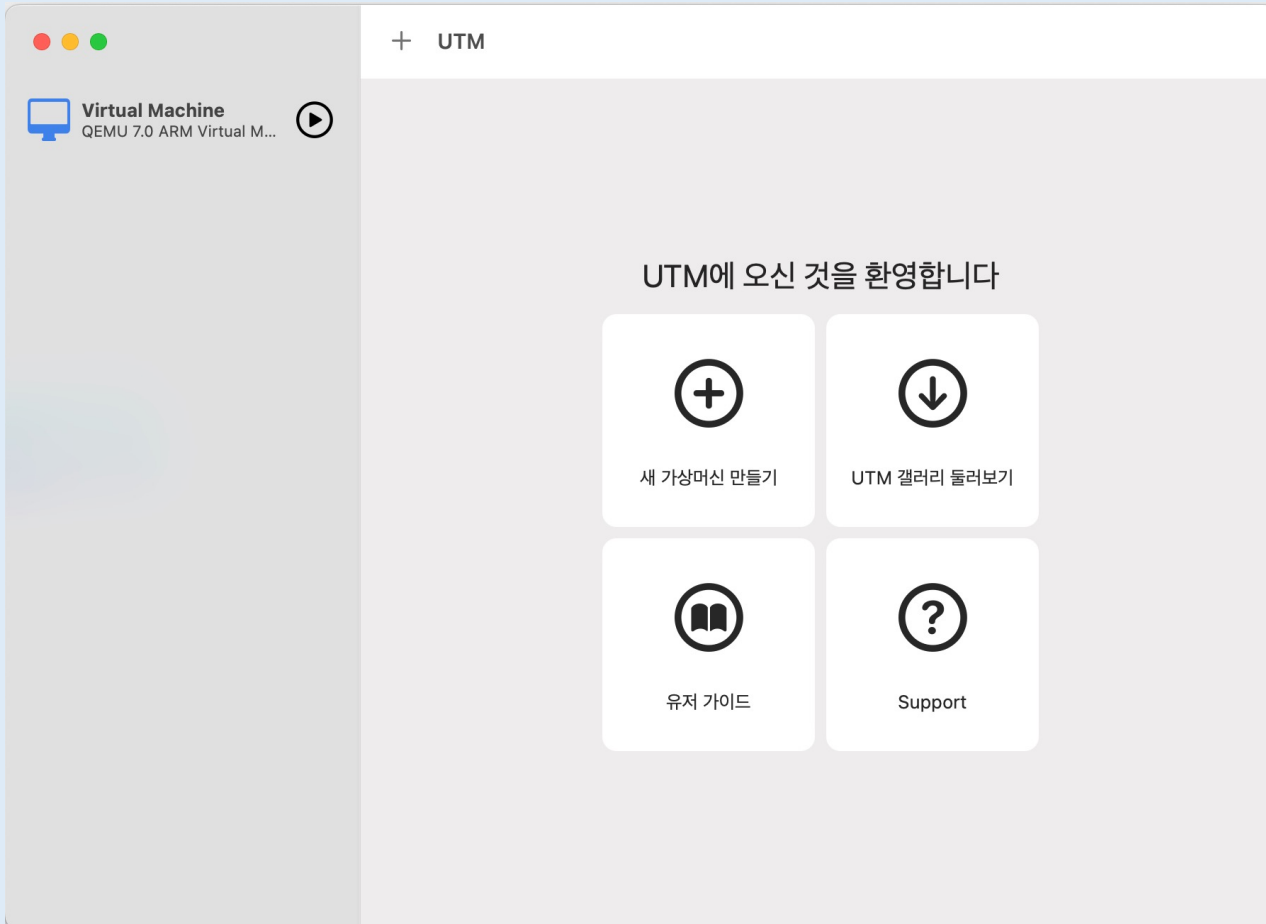 UTM
Virtual Machine
QEMU 7.0 ARM Virtual M...
UTM에 오신 것을 환영합니다
새 가상머신 만들기
UTM 갤러리 둘러보기
유저 가이드
Support